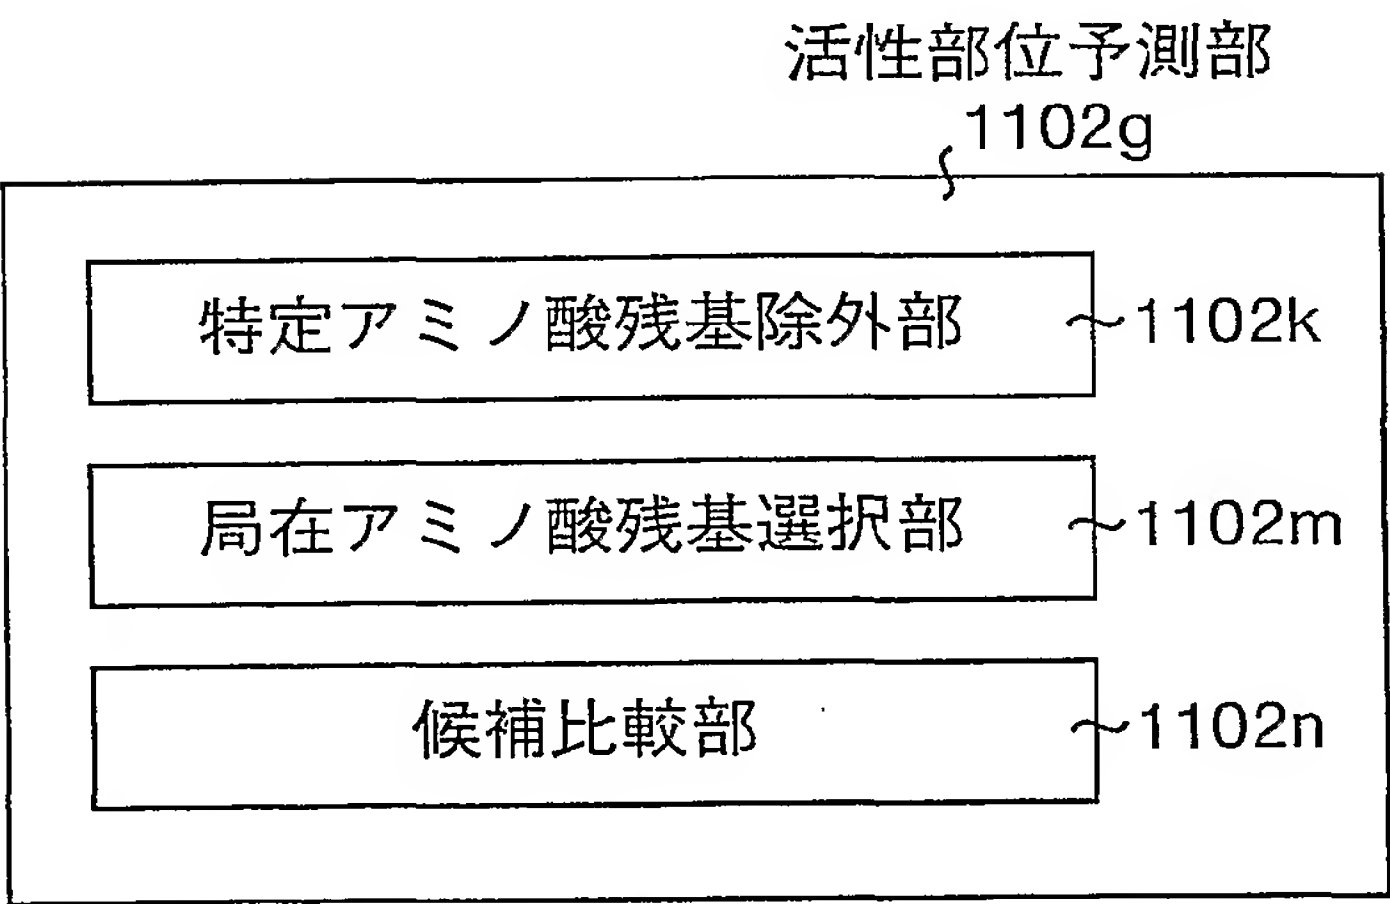 活性部位予測部
1102g
特定アミノ酸残基除外部 1102k
局在アミノ酸残基選択部 1102m
候補比較部 1102n